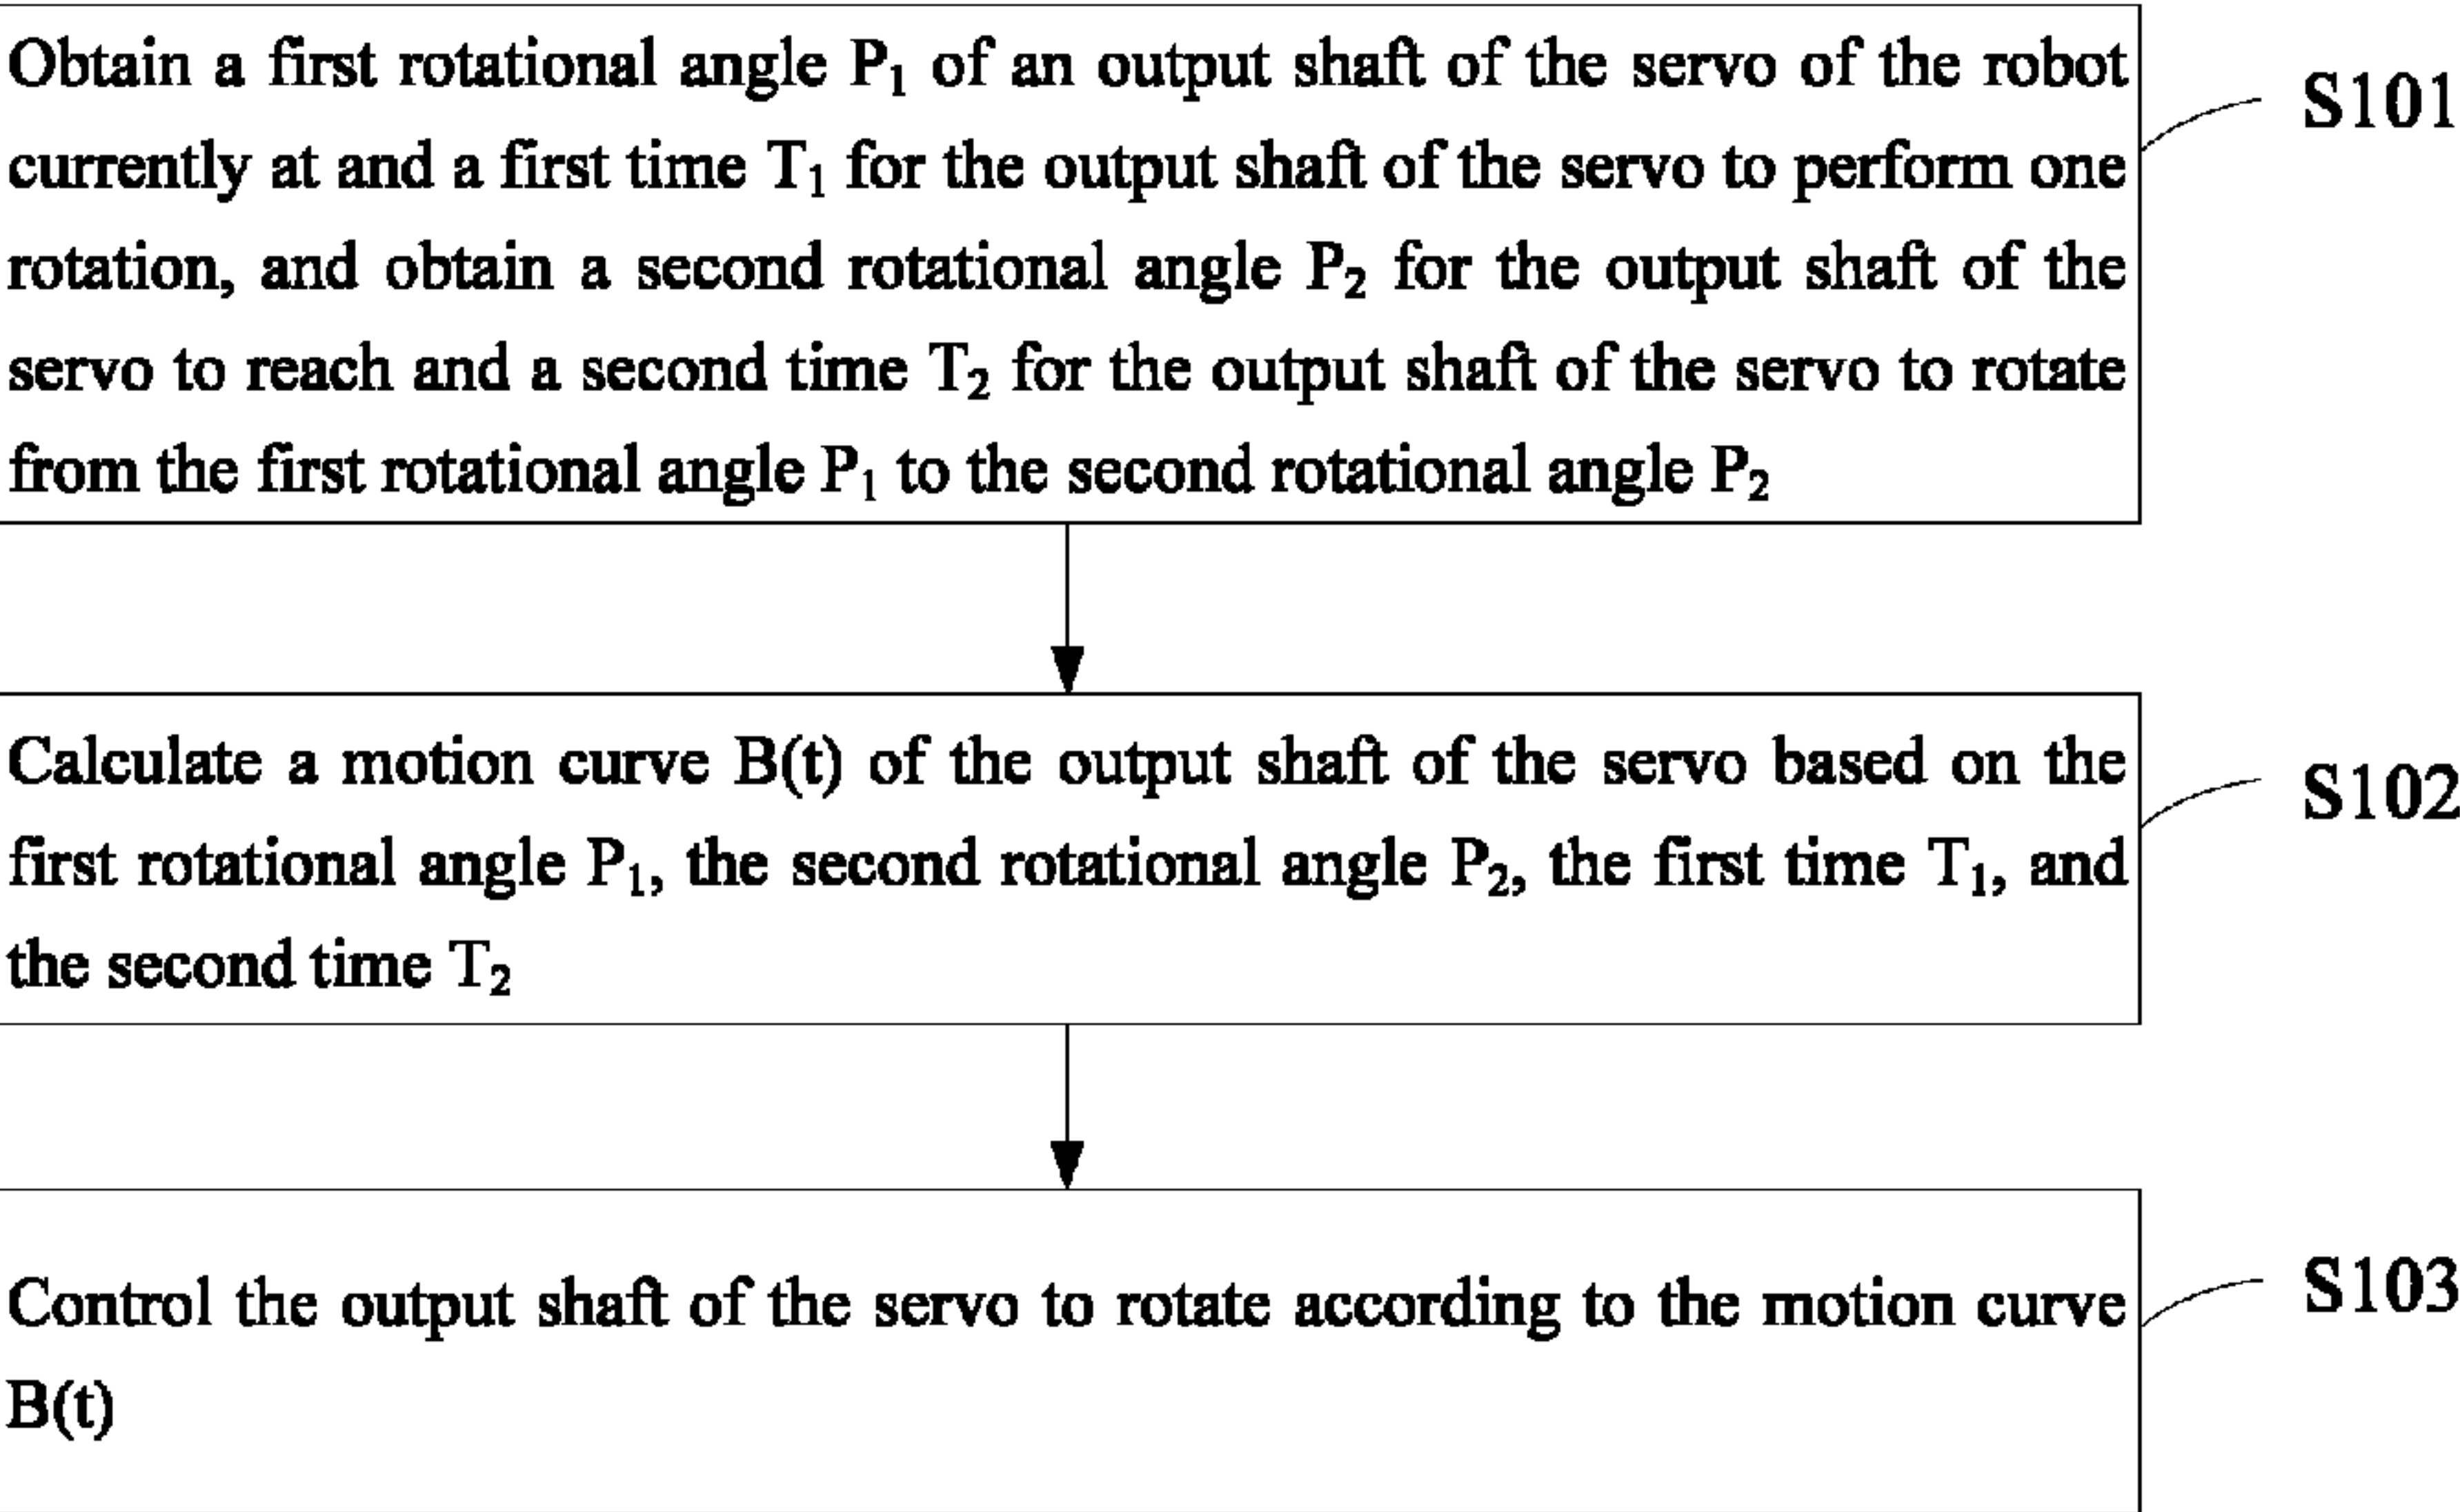 Obtain a first rotational angle P₁ of an output shaft of the servo of the robot
currently at and a first time T₁ for the output shaft of the servo to perform one
rotation, and obtain a second rotational angle P₂ for the output shaft of the
servo to reach and a second time T₂ for the output shaft of the servo to rotate
from the first rotational angle P₁ to the second rotational angle P₂
S101
Calculate a motion curve B(t) of the output shaft of the servo based on the
first rotational angle P₁, the second rotational angle P₂, the first time T₁, and
the second time T₂
S102
Control the output shaft of the servo to rotate according to the motion curve
B(t)
S103